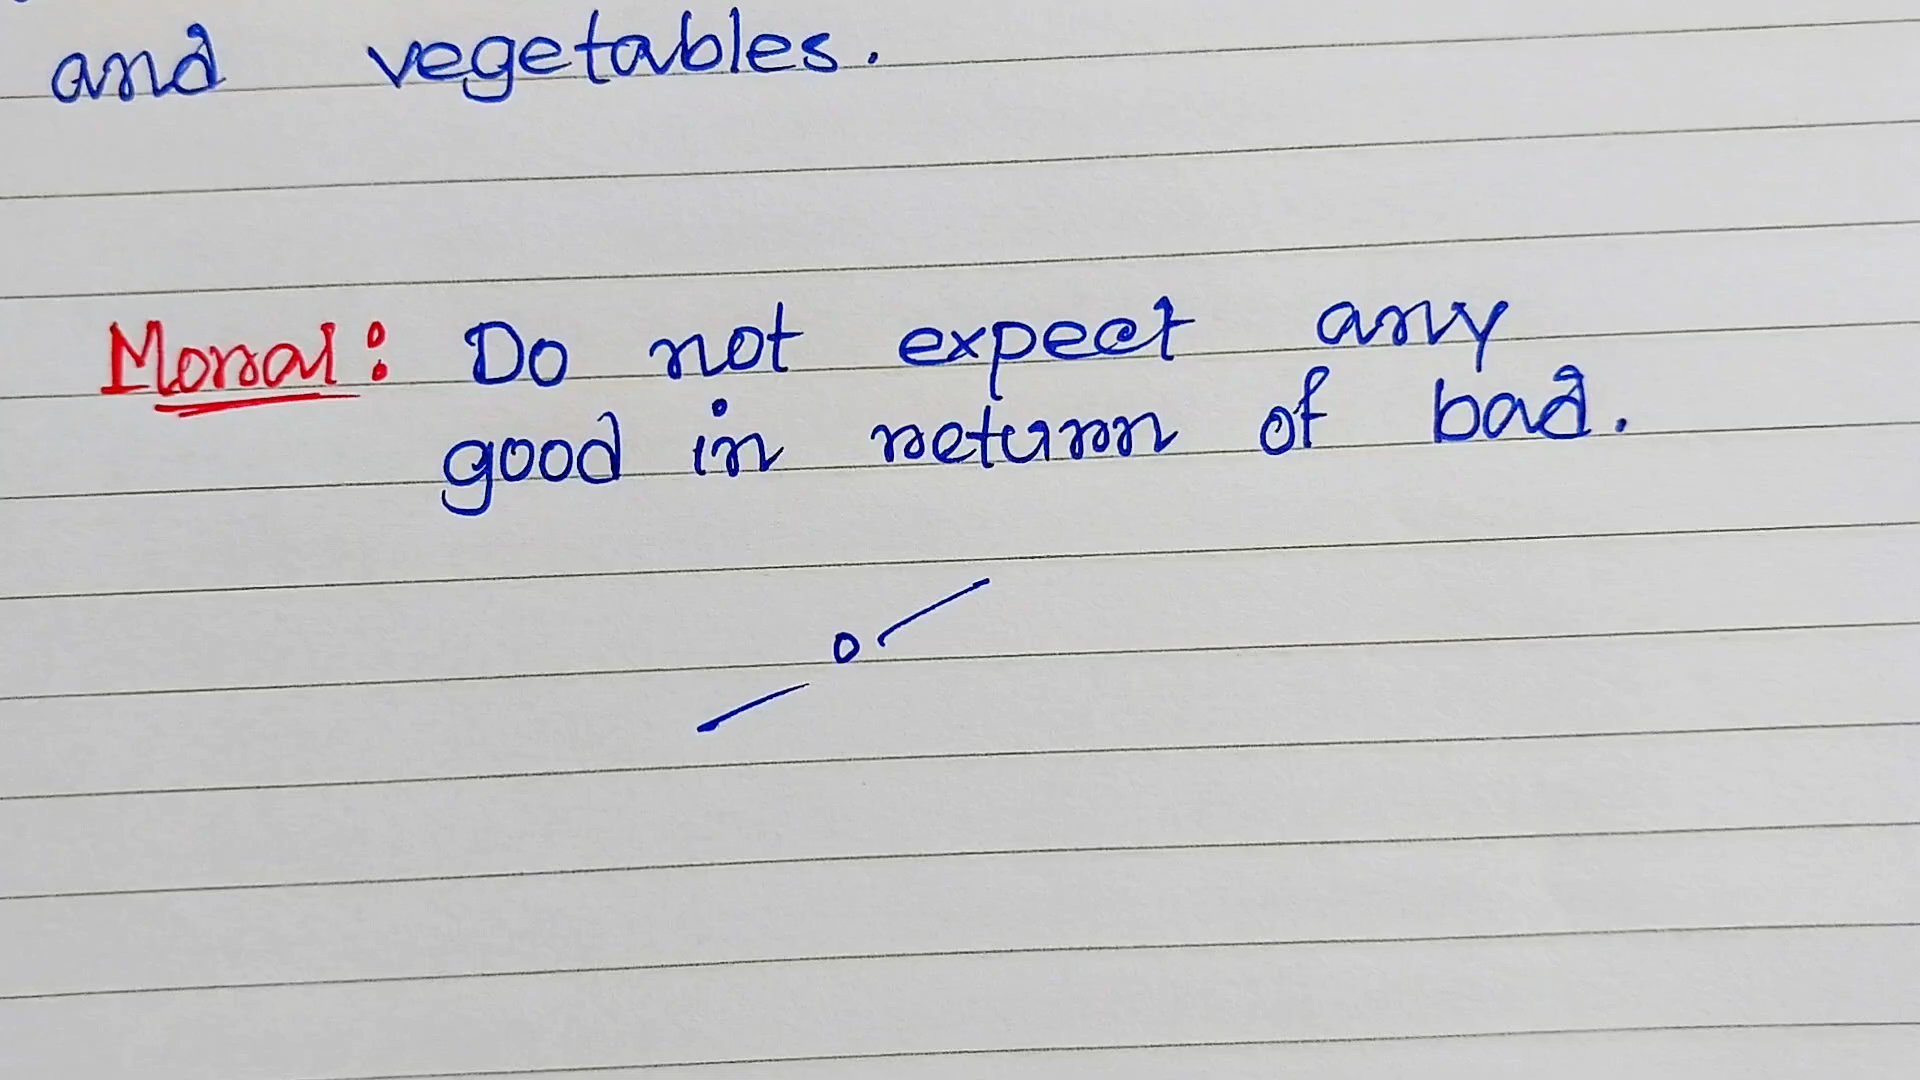 and vegetables.
Moral: Do not expect any
good in return of bad.